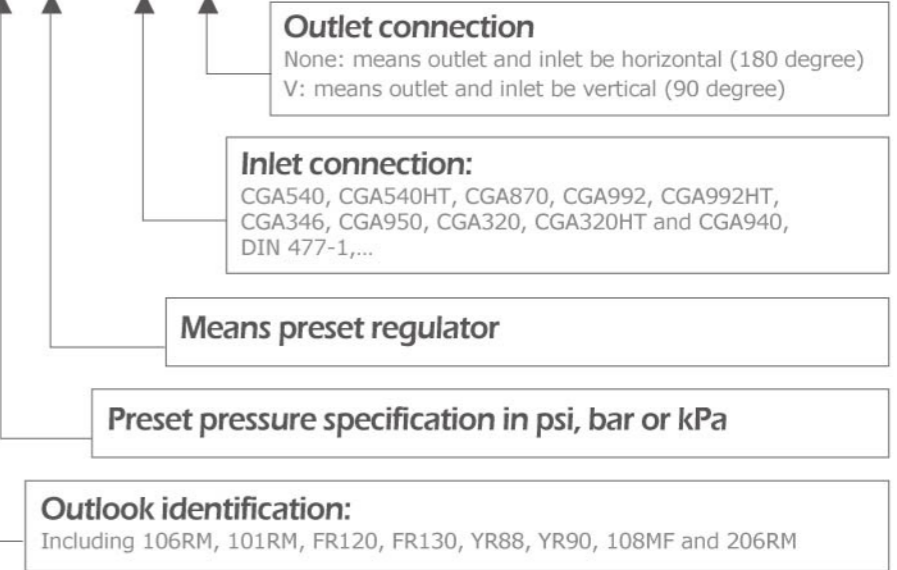 Outlet connection
None: means outlet and inlet be horizontal (180 degree)
V: means outlet and inlet be vertical (90 degree)
Inlet connection:
CGA540, CGA540HT, CGA870, CGA992, CGA992HT,
CGA346, CGA950, CGA320, CGA320HT and CGA940,
DIN 477-1,...
Means preset regulator
Preset pressure specification in psi, bar or kPa
Outlook identification:
Including 106RM, 101RM, FR120, FR130, YR88, YR90, 108MF and 206RM